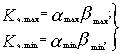 K_{s.max} = α_{max} β_{max};
K_{s.min} = α_{min} β_{min}. }